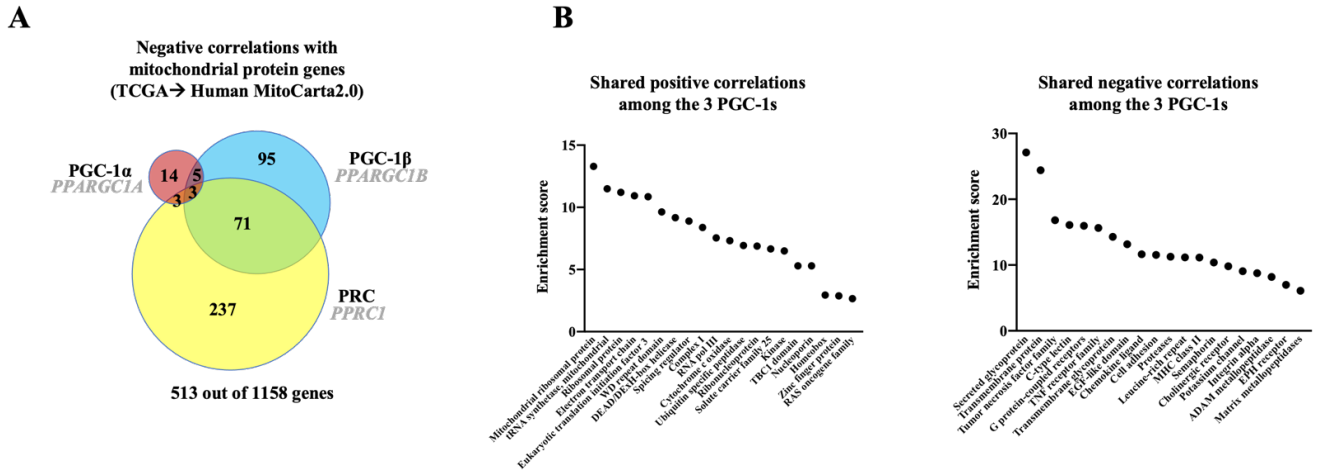 A
Negative correlations with
mitochondrial protein genes
(TCGA→ Human MitoCarta2.0)
PGC-1α
PPARGC1A
14
5
3
3
95
PGC-1β
PPARGC1B
71
237
PRC
PPRC1
513 out of 1158 genes
B
Shared positive correlations
among the 3 PGC-1s
Enrichment score
15
10
5
0
Mitochondrial ribosomal protein
tRNA synthetase, mitochondrial
Ribosomal protein
Electron transport chain
Eukaryotic translation initiation factor 3
WD repeat domain
DEAD/DEXH-box helicase
Splicing regulator
Complex I
RNA pol III
Cytochrome c oxidase
Ubiquitin specific peptidase
Ribonucleoprotein
Solute carrier family 25
Kinase
TBC1 domain
Nucleoporin
Homeobox
Zinc finger protein
RAS oncogene family
Shared negative correlations
among the 3 PGC-1s
Enrichment score
30
20
10
0
Secreted glycoprotein
Transmembrane protein
Tumor necrosis factor family
C-type lectin
G protein-coupled receptors
TNF receptor family
Transmembrane glycoprotein
EGF-like domain
Chemokine ligand
Cell adhesion
Proteases
Leucine-rich repeat
MHC class II
Semaphorin
Cholinergic receptor
Potassium channel
Integrin alpha
ADAM metallopeptidase
EPH receptor
Matrix metallopeptidases